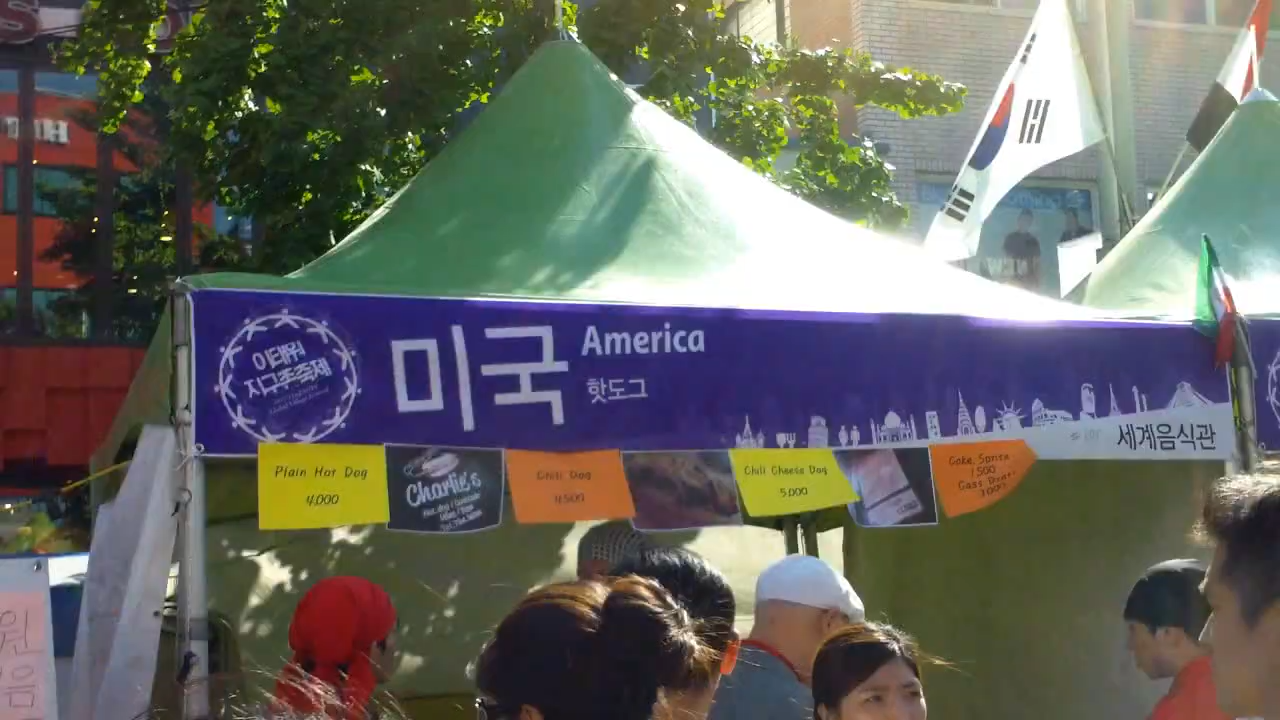 이태원
지구촌축제
미국 America
핫도그
세계음식관
Plain Hot Dog
4,000
Charlie's
Chili Dog
4,500
Chili Cheese Dog
5,000
Coke, Sprite
1,500
원
음